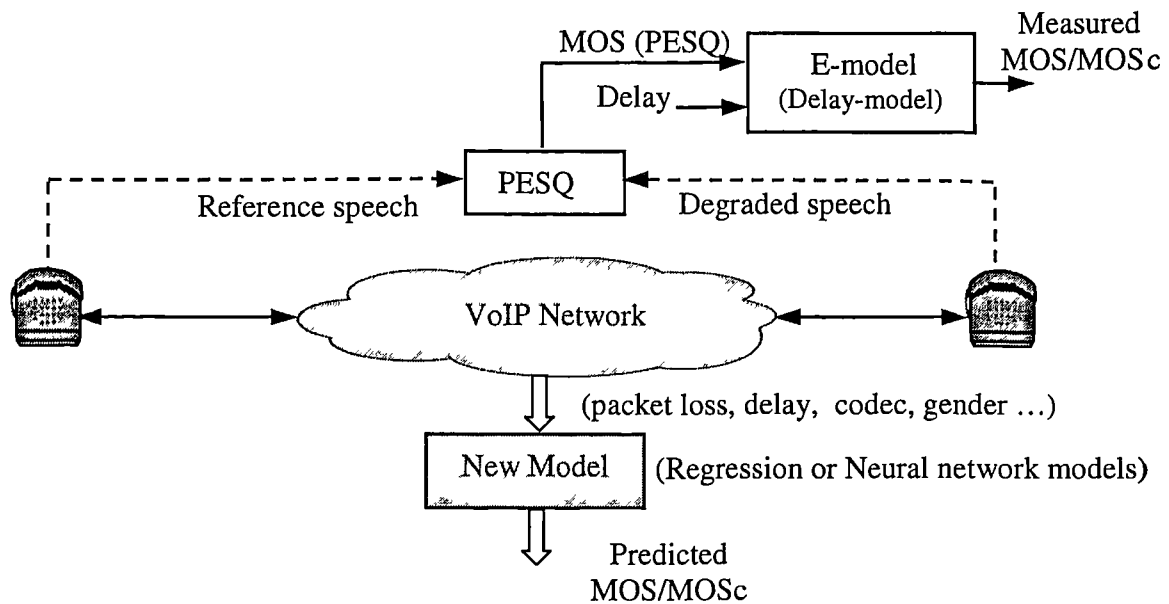 Measured
MOS/MOSc
MOS (PESQ)
E-model
(Delay-model)
Delay
PESQ
Reference speech
Degraded speech
VoIP Network
(packet loss, delay, codec, gender ...)
New Model
(Regression or Neural network models)
Predicted
MOS/MOSc